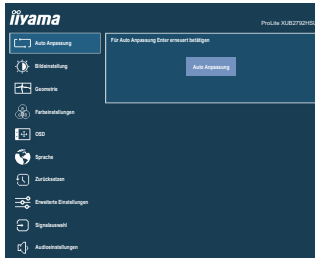 iiyama
ProLite XUB2792HSU
Auto Anpassung
Für Auto Anpassung Enter erneuert betätigen
Auto Anpassung
Bildeinstellung
Geometrie
Farbeinstellungen
OSD
Sprache
Zurücksetzen
Erweiterte Einstellungen
Signalauswahl
Audioeinstellungen